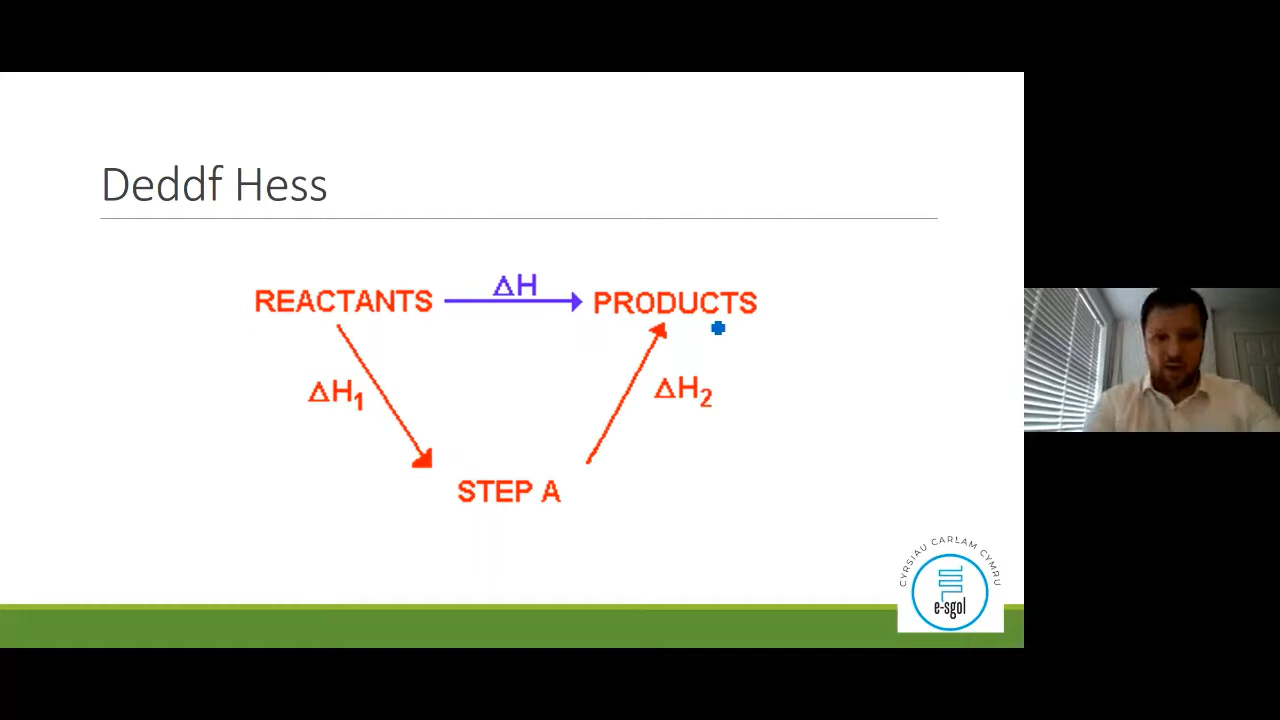 Deddf Hess
ΔH
REACTANTS
PRODUCTS
ΔH₁
ΔH₂
STEP A
CYRSIAU CARLAM CYMRU
e-sgol